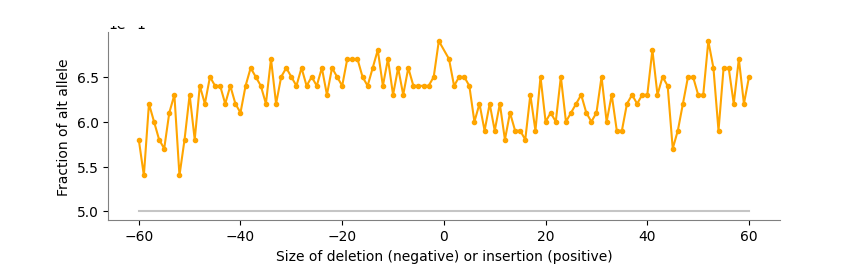 6.5
6.0
5.5
5.0
Fraction of alt allele
−60 −40 −20 0 20 40 60
Size of deletion (negative) or insertion (positive)